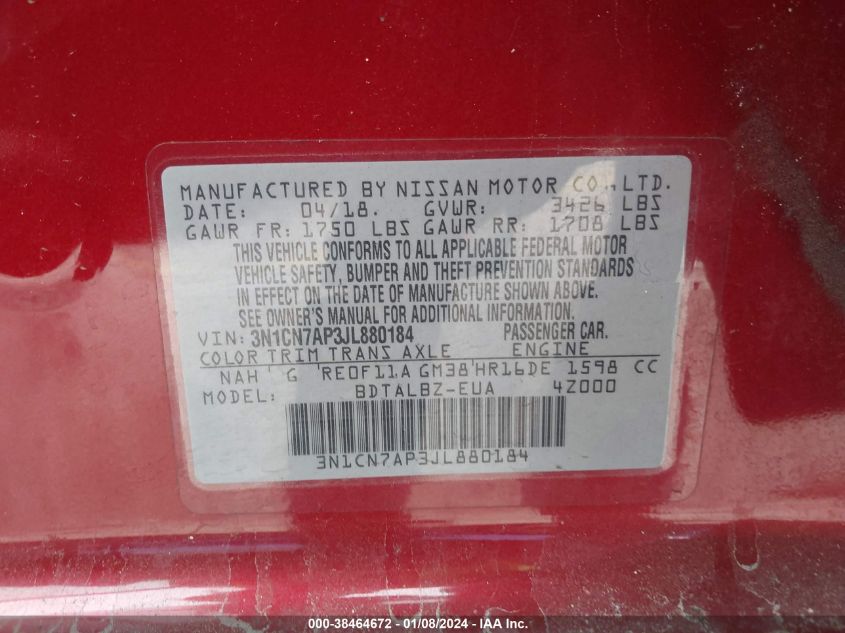 MANUFACTURED BY NISSAN MOTOR CO., LTD.
DATE: 04/18. GVWR: 3426 LBS
GAWR FR: 1750 LBS GAWR RR: 1708 LBS
THIS VEHICLE CONFORMS TO ALL APPLICABLE FEDERAL MOTOR
VEHICLE SAFETY, BUMPER AND THEFT PREVENTION STANDARDS
IN EFFECT ON THE DATE OF MANUFACTURE SHOWN ABOVE.
SEE OWNER'S MANUAL FOR ADDITIONAL INFORMATION.
VIN: 3N1CN7AP3JL880184 PASSENGER CAR.
COLOR TRIM TRANS AXLE ENGINE
NAH G RE0F11A GM38 HR16DE 1598 CC
MODEL: BDTALBZ-EUA 4Z000
3N1CN7AP3JL880184
000-38464672 - 01/08/2024 - IAA Inc.